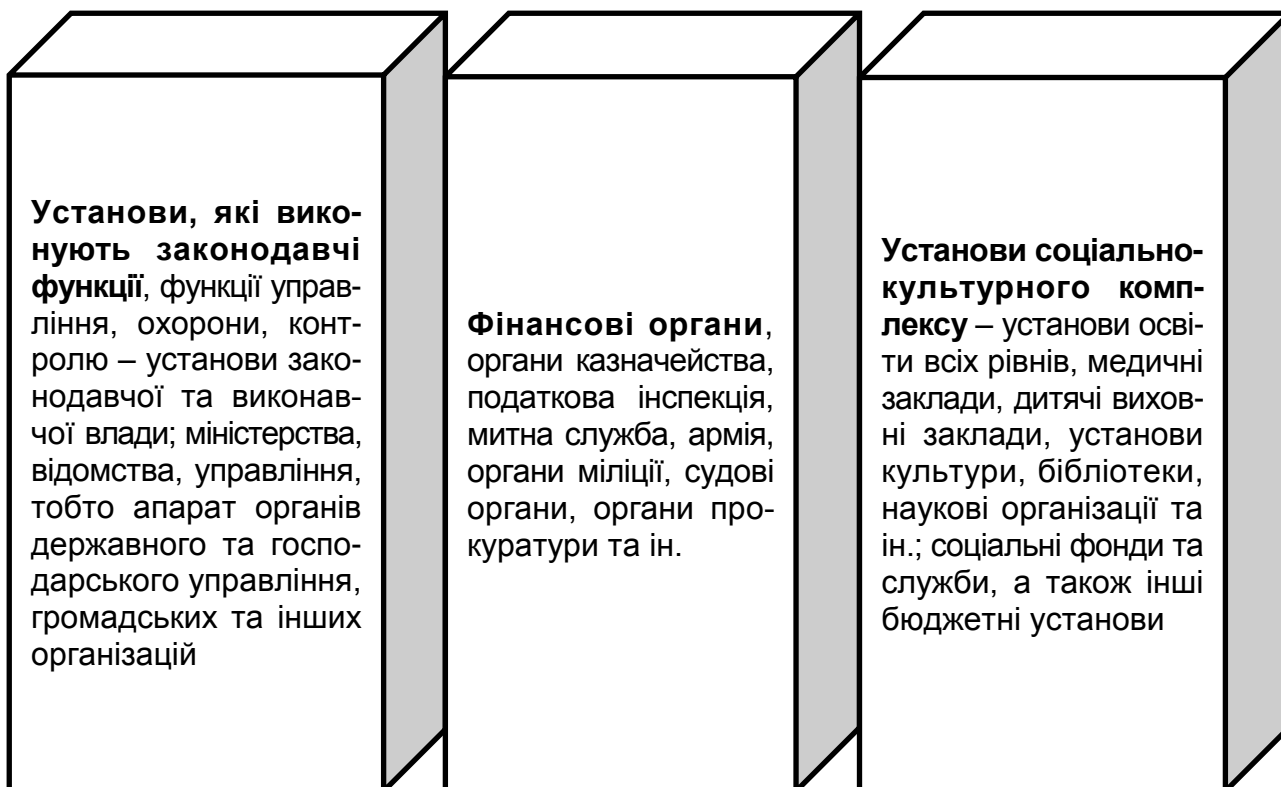 Установи, які вико-
нують законодавчі
функції, функції управ-
ління, охорони, конт-
ролю – установи зако-
нодавчої та виконав-
чої влади; міністерства,
відомства, управління,
тобто апарат органів
державного та госпо-
дарського управління,
громадських та інших
організацій
Фінансові органи,
органи казначейства,
податкова інспекція,
митна служба, армія,
органи міліції, судові
органи, органи про-
куратури та ін.
Установи соціально-
культурного комп-
лексу – установи осві-
ти всіх рівнів, медичні
заклади, дитячі вихов-
ні заклади, установи
культури, бібліотеки,
наукові організації та
ін.; соціальні фонди та
служби, а також інші
бюджетні установи